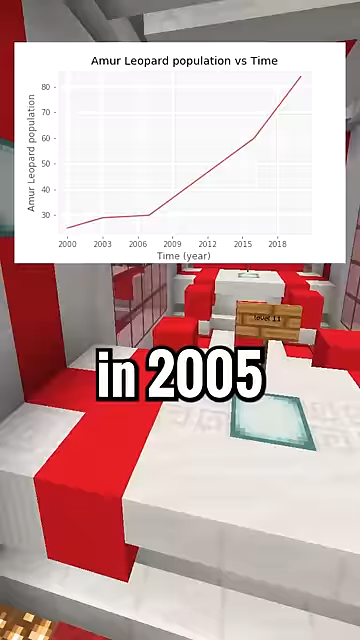 Amur Leopard population vs Time
Amur Leopard population
80
70
60
50
40
30
2000 2003 2006 2009 2012 2015 2018
Time (year)
level 11
in 2005